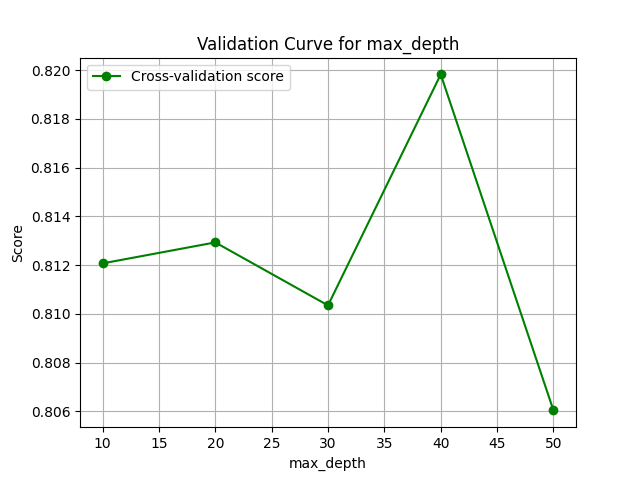 Validation Curve for max_depth
Cross-validation score
0.820
0.818
0.816
0.814
0.812
0.810
0.808
0.806
Score
10 15 20 25 30 35 40 45 50
max_depth